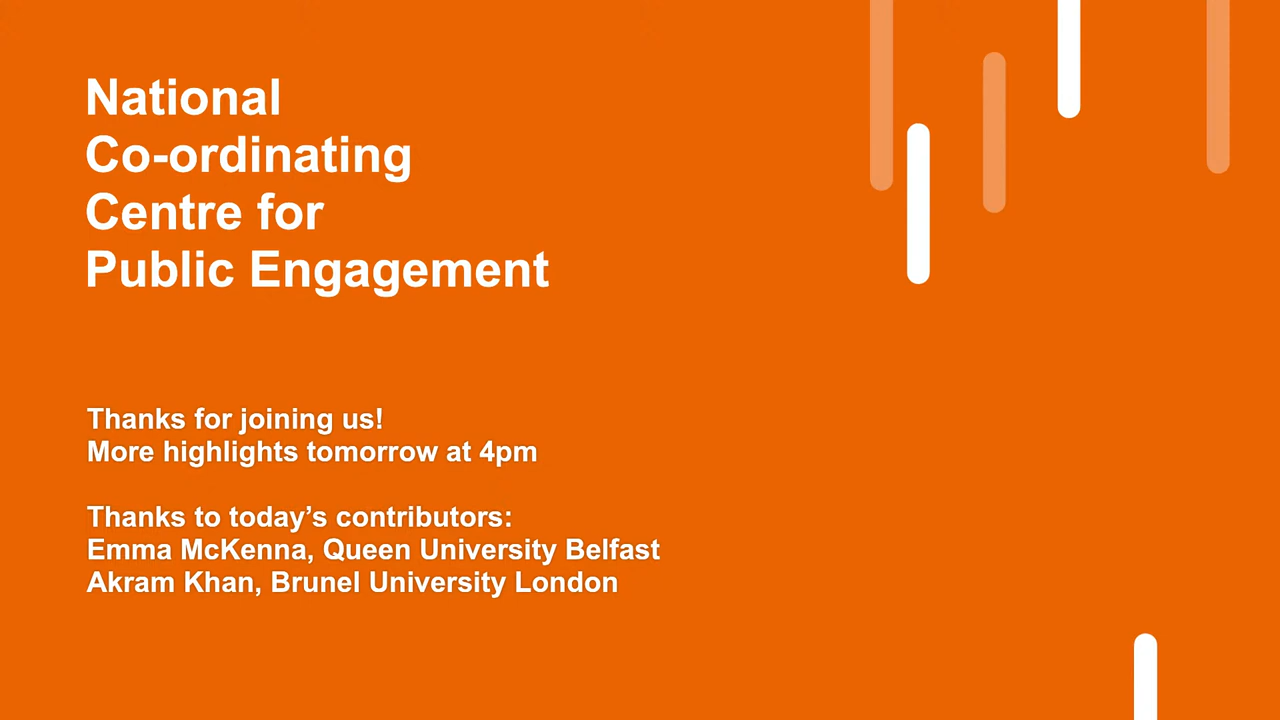 National
Co-ordinating
Centre for
Public Engagement
Thanks for joining us!
More highlights tomorrow at 4pm
Thanks to today’s contributors:
Emma McKenna, Queen University Belfast
Akram Khan, Brunel University London